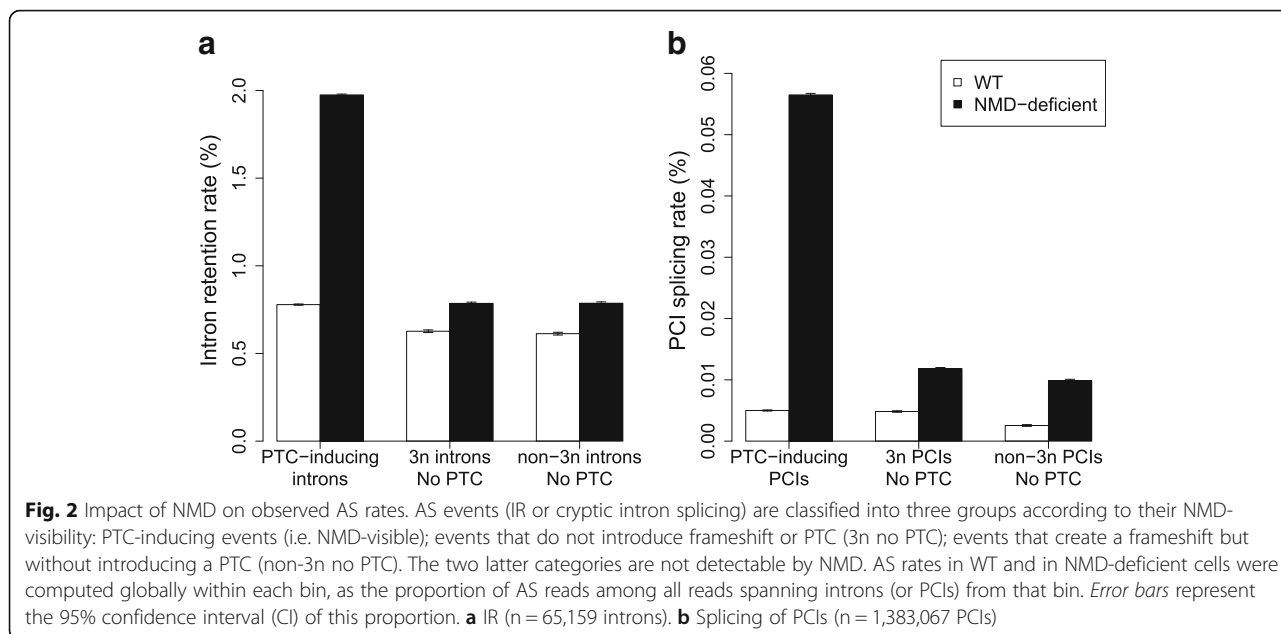 a
b
Intron retention rate (%)
0.0
0.5
1.0
1.5
2.0
PTC-inducing
introns
3n introns
No PTC
non-3n introns
No PTC
PCI splicing rate (%)
0.00
0.01
0.02
0.03
0.04
0.05
0.06
WT
NMD-deficient
PTC-inducing
PCIs
3n PCIs
No PTC
non-3n PCIs
No PTC
Fig. 2 Impact of NMD on observed AS rates. AS events (IR or cryptic intron splicing) are classified into three groups according to their NMD-
visibility: PTC-inducing events (i.e. NMD-visible); events that do not introduce frameshift or PTC (3n no PTC); events that create a frameshift but
without introducing a PTC (non-3n no PTC). The two latter categories are not detectable by NMD. AS rates in WT and in NMD-deficient cells were
computed globally within each bin, as the proportion of AS reads among all reads spanning introns (or PCIs) from that bin. Error bars represent
the 95% confidence interval (CI) of this proportion. a IR (n = 65,159 introns). b Splicing of PCIs (n = 1,383,067 PCIs)